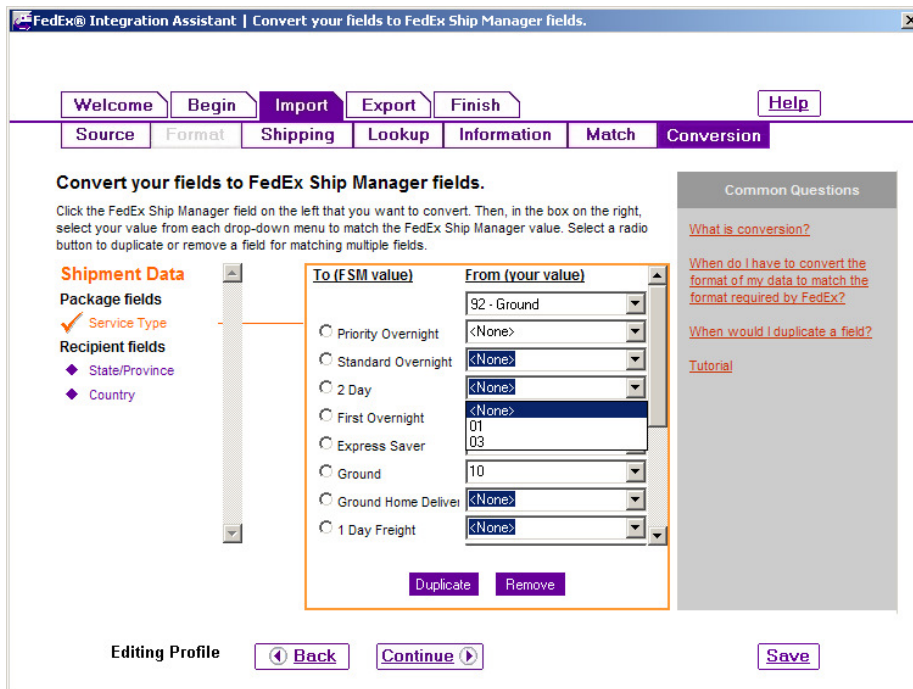 FedEx® Integration Assistant | Convert your fields to FedEx Ship Manager fields.
Welcome Begin Import Export Finish Help
Source Format Shipping Lookup Information Match Conversion
Convert your fields to FedEx Ship Manager fields.
Click the FedEx Ship Manager field on the left that you want to convert. Then, in the box on the right,
select your value from each drop-down menu to match the FedEx Ship Manager value. Select a radio
button to duplicate or remove a field for matching multiple fields.
Shipment Data
Package fields
Service Type
Recipient fields
State/Province
Country
To (FSM value) From (your value)
92 - Ground
Priority Overnight <None>
Standard Overnight <None>
2 Day <None>
<None>
First Overnight
01
03
Express Saver
Ground 10
Ground Home Deliver <None>
1 Day Freight <None>
Duplicate Remove
Common Questions
What is conversion?
When do I have to convert the
format of my data to match the
format required by FedEx?
When would I duplicate a field?
Tutorial
Editing Profile Back Continue Save